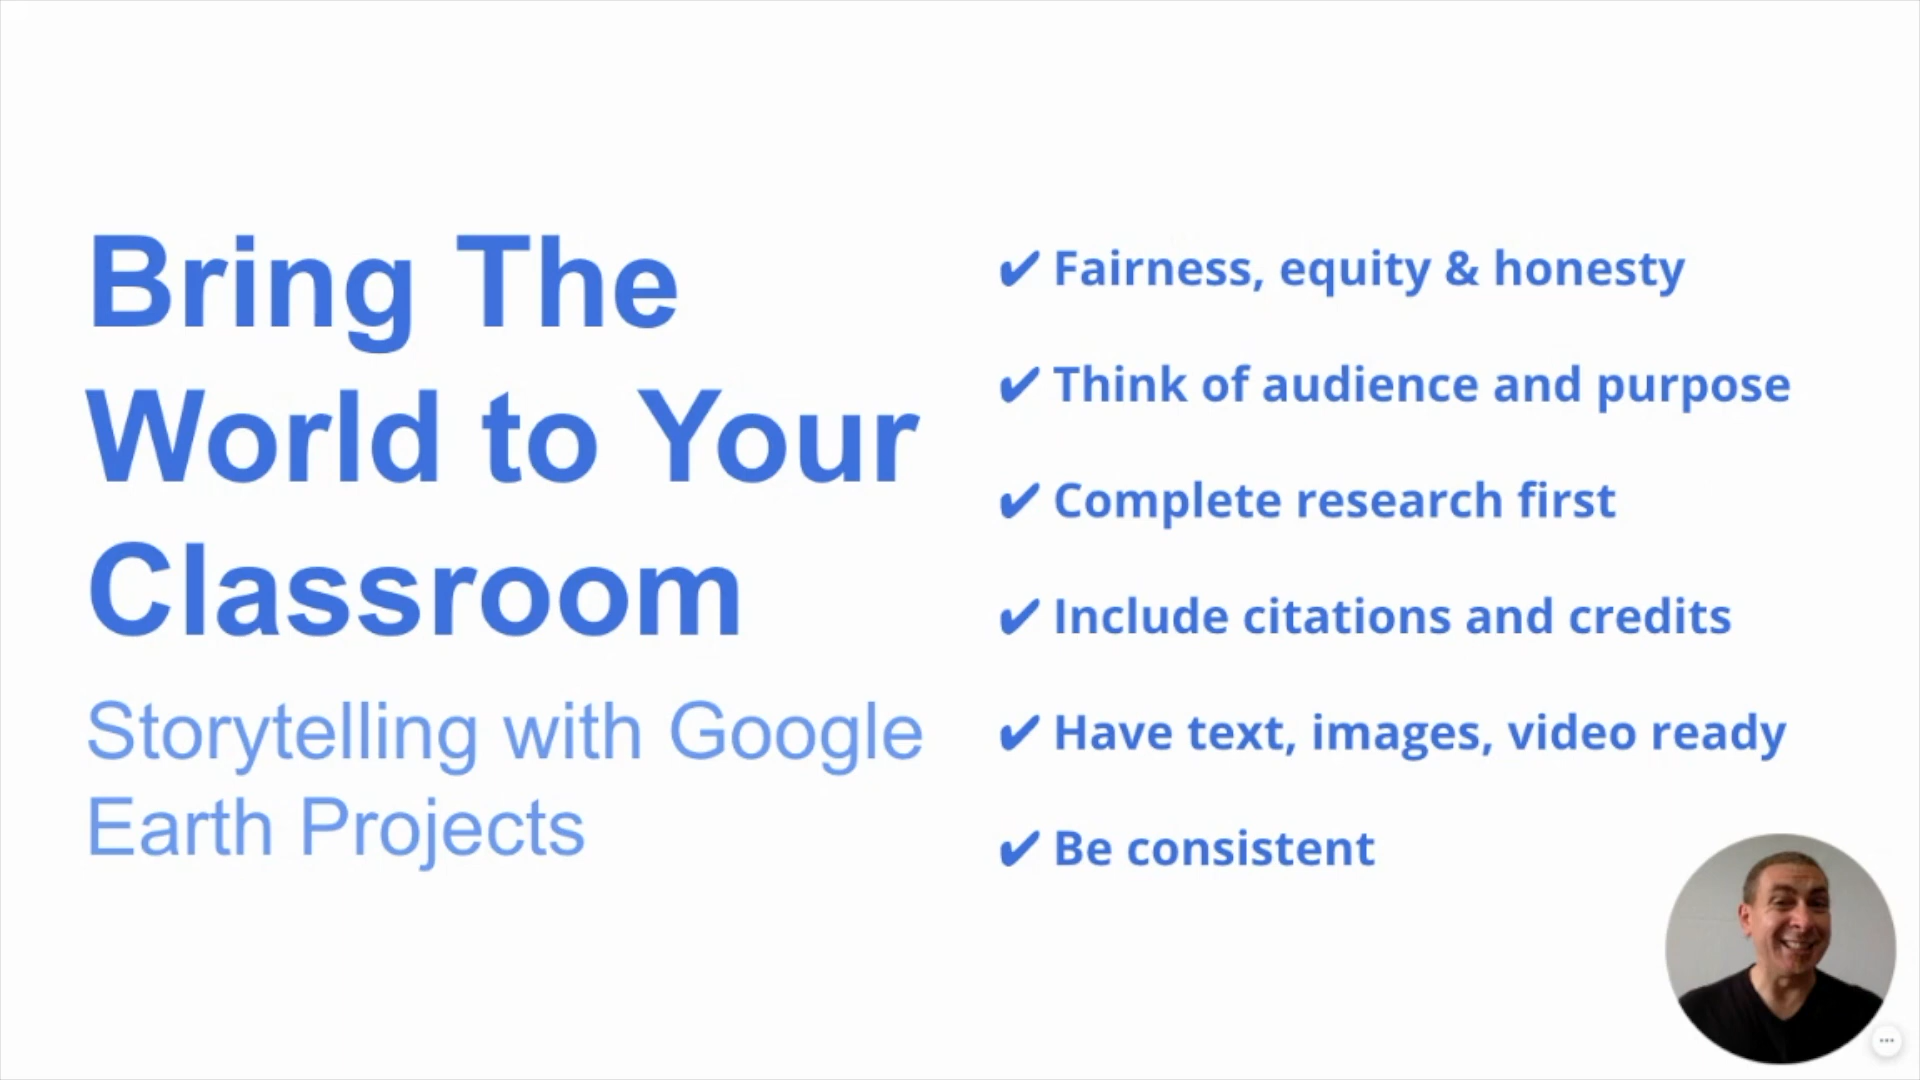 Bring The
World to Your
Classroom
Storytelling with Google
Earth Projects
✔ Fairness, equity & honesty
✔ Think of audience and purpose
✔ Complete research first
✔ Include citations and credits
✔ Have text, images, video ready
✔ Be consistent